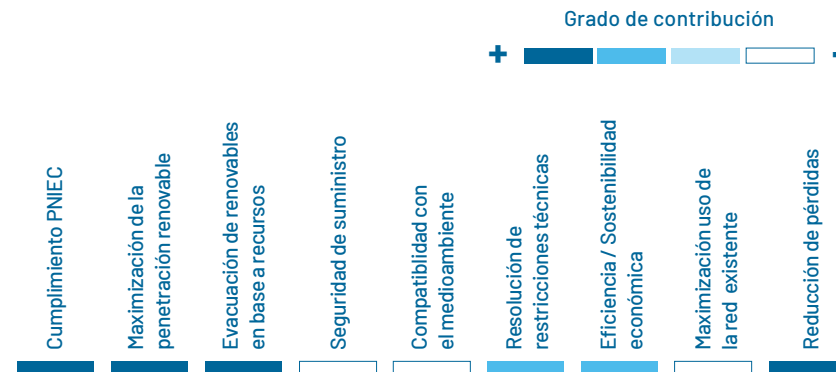 Grado de contribución
+
-
Cumplimiento PNIEC
Maximización de la
penetración renovable
Evacuación de renovables
en base a recursos
Seguridad de suministro
Compatiblidad con
el medioambiente
Resolución de
restricciones técnicas
Eficiencia / Sostenibilidad
económica
Maximización uso de
la red existente
Reducción de pérdidas